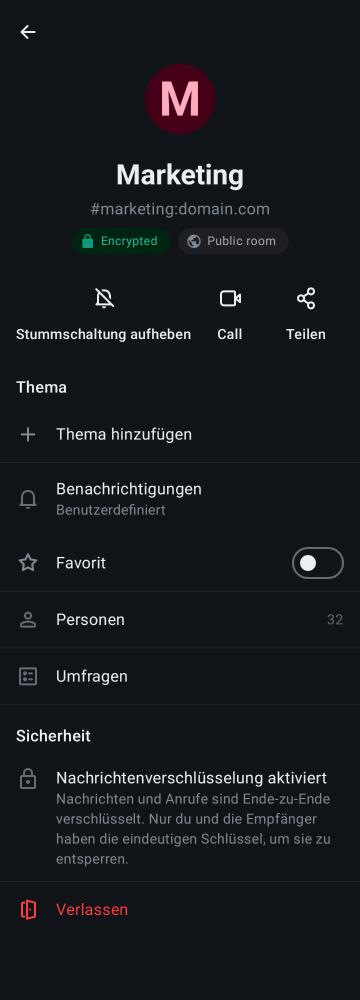 M
Marketing
#marketing:domain.com
Encrypted
Public room
Stummschaltung aufheben
Call
Teilen
Thema
Thema hinzufügen
Benachrichtigungen
Benutzerdefiniert
Favorit
Personen
32
Umfragen
Sicherheit
Nachrichtenverschlüsselung aktiviert
Nachrichten und Anrufe sind Ende-zu-Ende
verschlüsselt. Nur du und die Empfänger
haben die eindeutigen Schlüssel, um sie zu
entsperren.
Verlassen